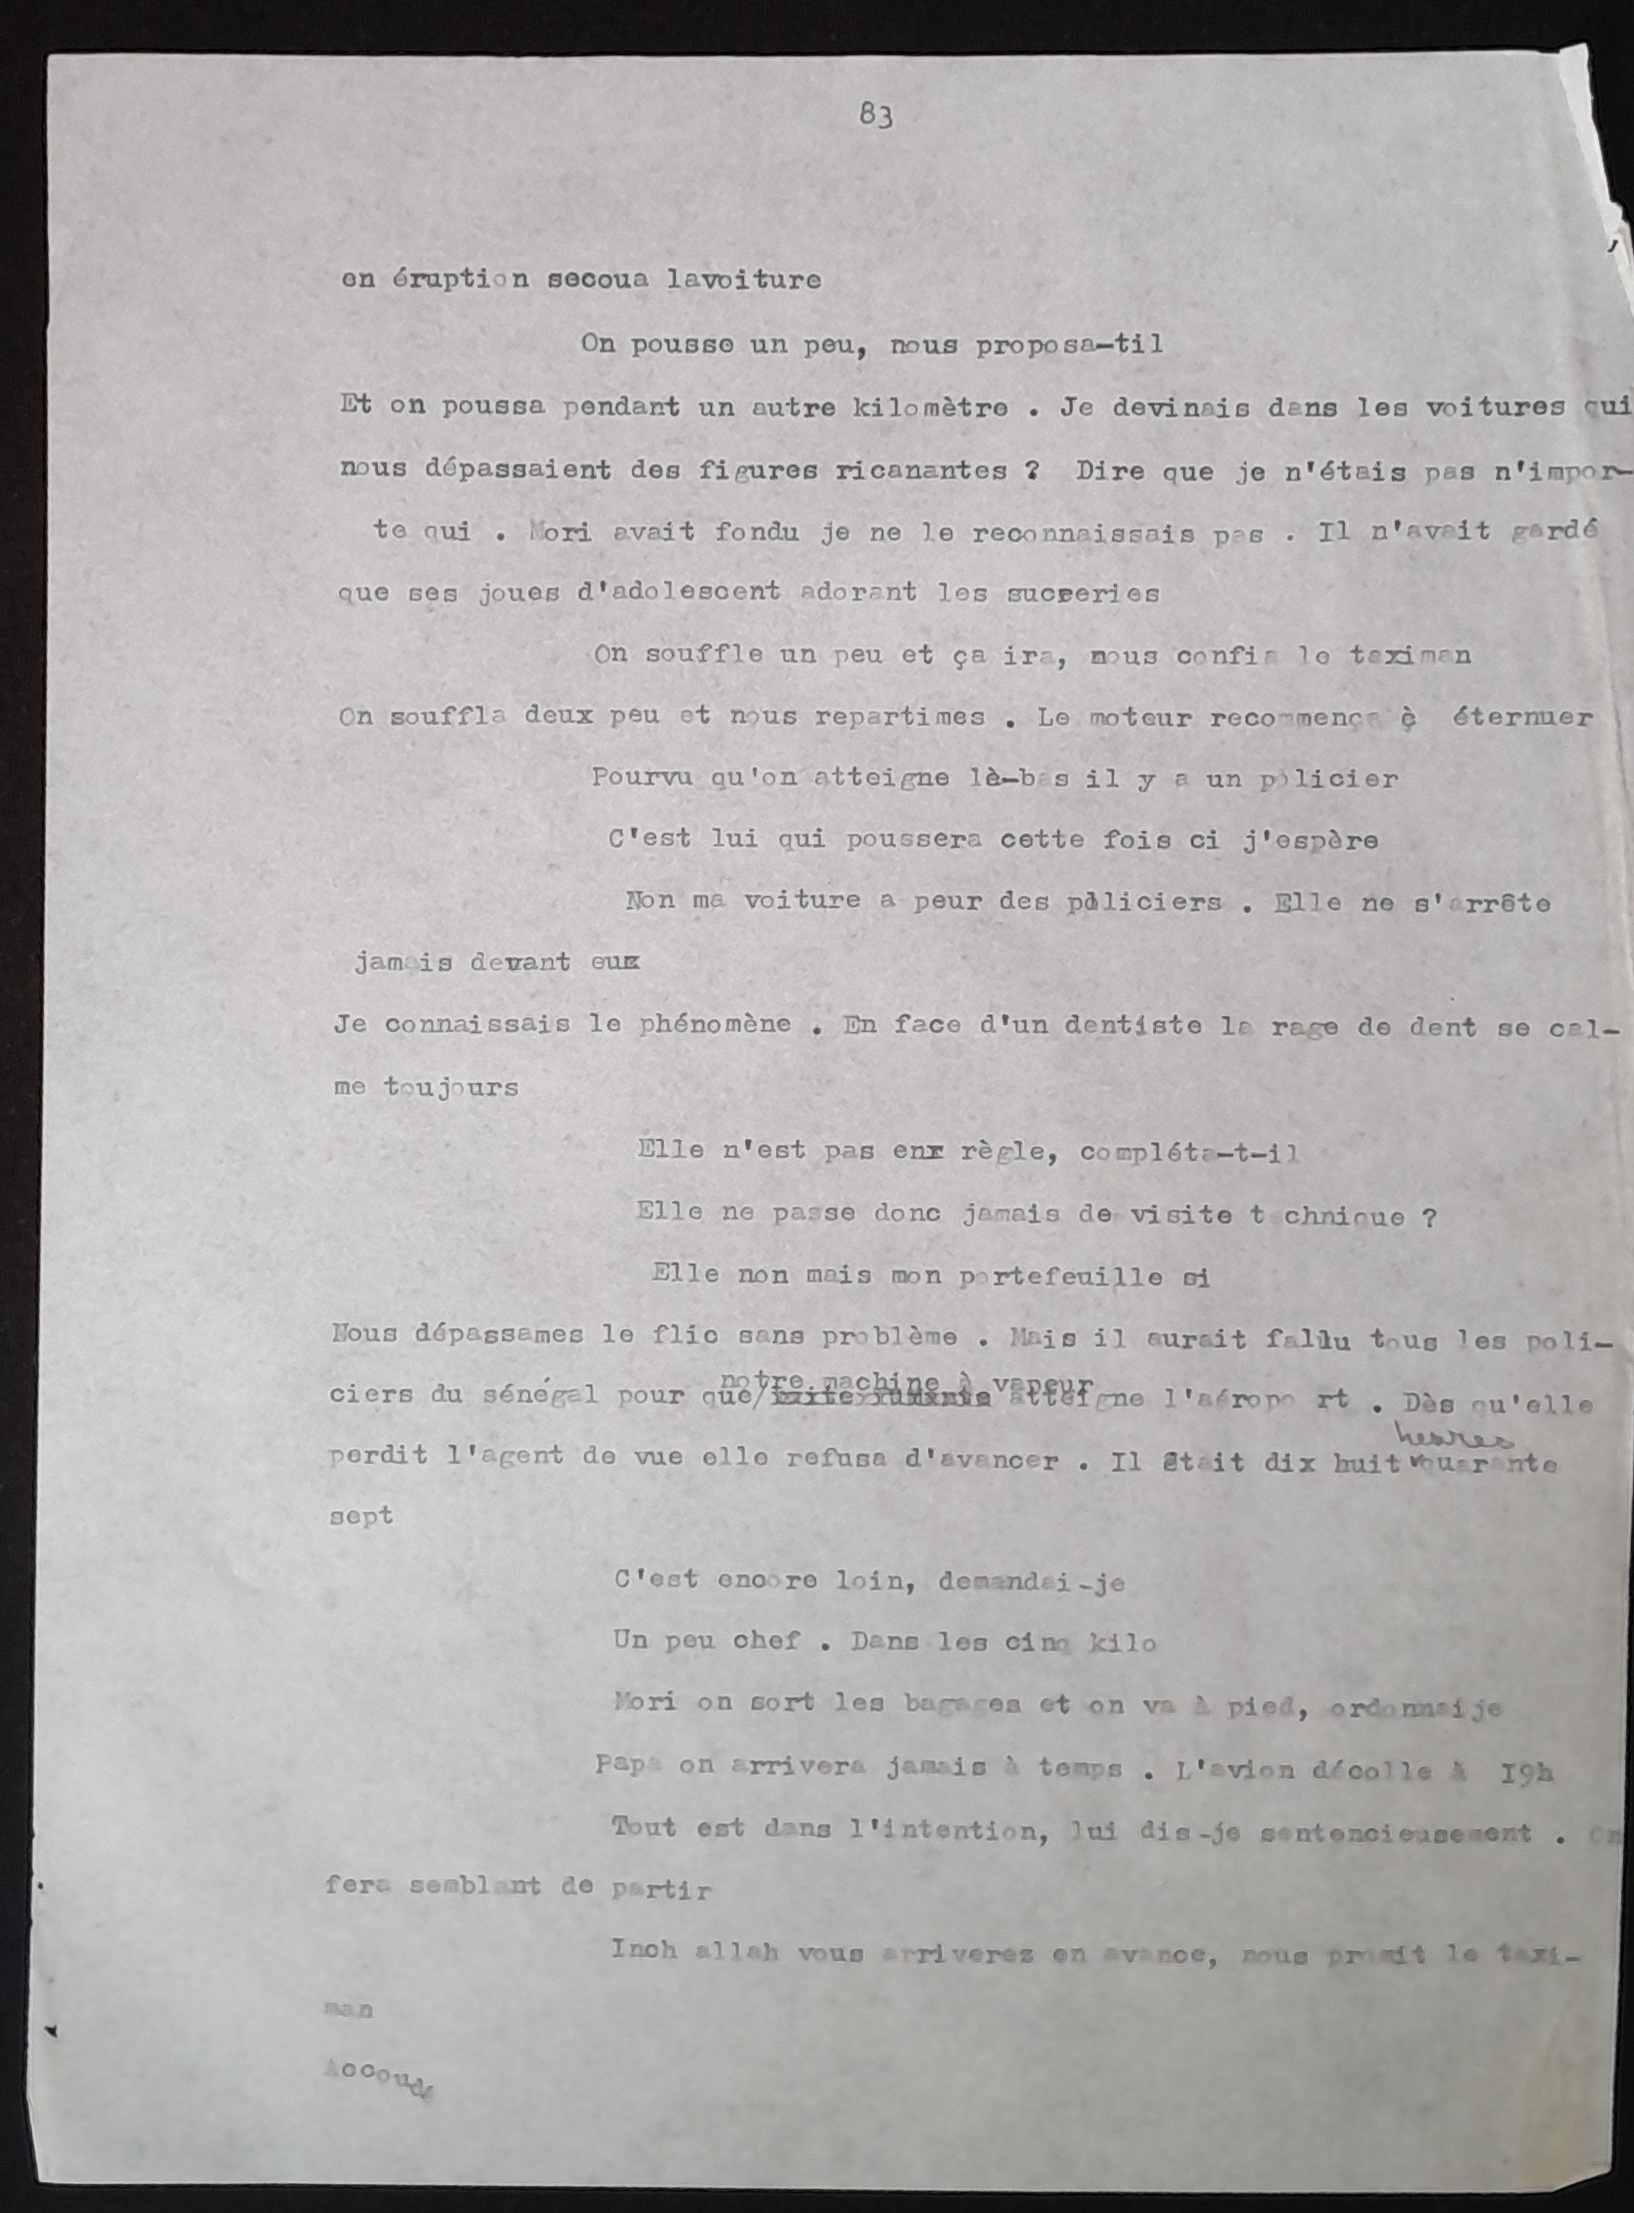 83
en éruption secoua lavoiture
On pousse un peu, nous proposa-til
Et on poussa pendant un autre kilomètre . Je devinais dans les voitures qui
nous dépassaient des figures ricanantes ? Dire que je n'étais pas n'impor-
te qui . Mori avait fondu je ne le reconnaissais pas . Il n'avait gardé
que ses joues d'adolescent adorant les sucreries
On souffle un peu et ça ira, nous confia le taximan
On souffla deux peu et nous repartimes . Le moteur recommença è éternuer
Pourvu qu'on atteigne lè-bas il y a un policier
C'est lui qui poussera cette fois ci j'espère
Non ma voiture a peur des policiers . Elle ne s'arrête
jamais devant eux
Je connaissais le phénomène . En face d'un dentiste la rage de dent se cal-
me toujours
Elle n'est pas en règle, compléta-t-il
Elle ne passe donc jamais de visite technique ?
Elle non mais mon portefeuille si
Nous dépassames le flic sans problème . Mais il aurait fallu tous les poli-
notre machine à vapeur
ciers du sénégal pour que/ atteigne l'aéropo rt . Dès qu'elle
heures
perdit l'agent de vue elle refusa d'avancer . Il était dix huit quarante
sept
C'est encore loin, demandai-je
Un peu chef . Dans les cinq kilo
Mori on sort les bagages et on va à pied, ordonnaije
Papa on arrivera jamais à temps . L'avion décolle à I9h
Tout est dans l'intention, lui dis-je sentencieusement . On
fera semblant de partir
Inch allah vous arriverez en avance, nous promit le taxi-
man
Accoudé